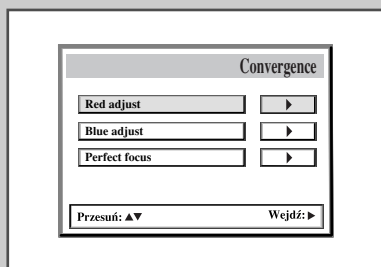 Convergence
Red adjust
Blue adjust
Perfect focus
Przesuń: ▲▼ Wejdź: ▶